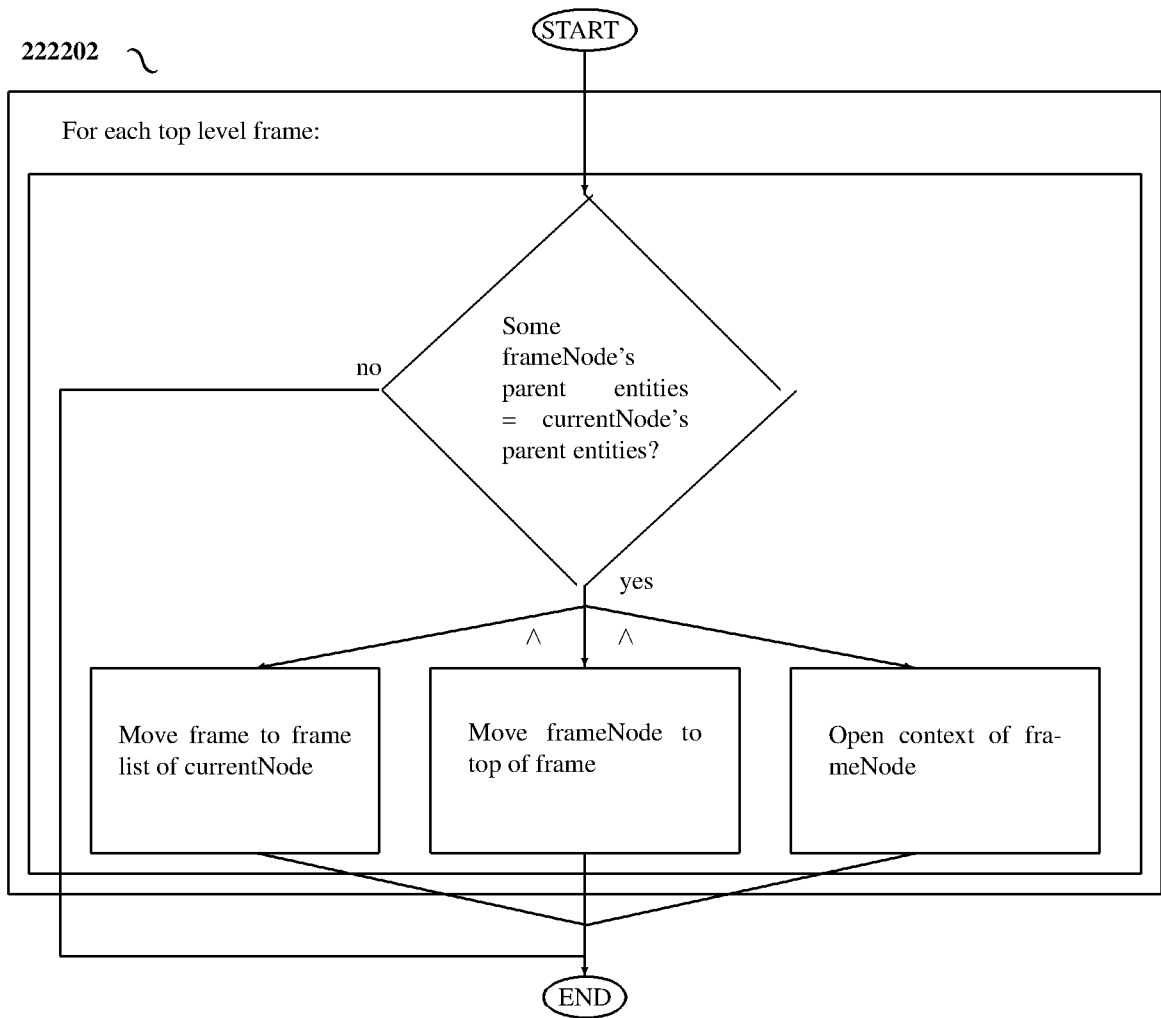 START
222202
For each top level frame:
Some
frameNode's
parent entities
= currentNode's
parent entities?
no
yes
^ ^
Move frame to frame
list of currentNode
Move frameNode to
top of frame
Open context of fra-
meNode
END